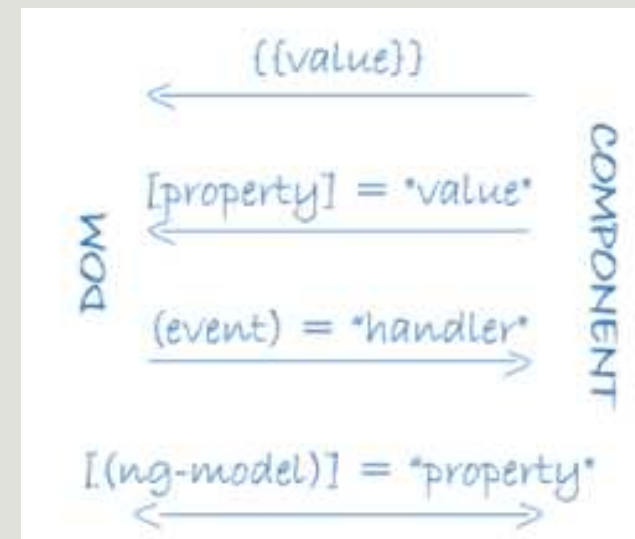 {{value}}
[property] = "value"
DOM
COMPONENT
(event) = "handler"
[(ng-model)] = "property"